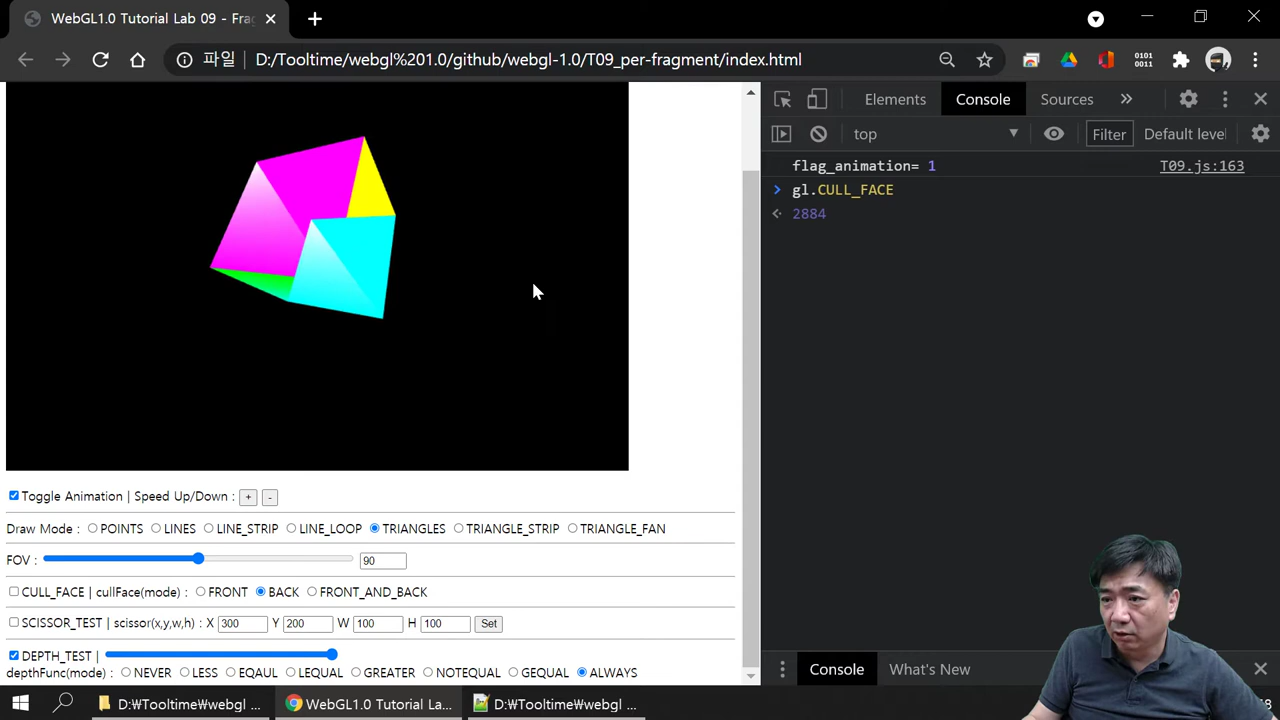 WebGL1.0 Tutorial Lab 09 - Fra
파일 D:/Tooltime/webgl%201.0/github/webgl-1.0/T09_per-fragment/index.html
0101
0011
Elements Console Sources
top Filter Default level
flag_animation= 1 T09.js:163
gl.CULL_FACE
2884
Toggle Animation | Speed Up/Down : + -
Draw Mode : POINTS LINES LINE_STRIP LINE_LOOP TRIANGLES TRIANGLE_STRIP TRIANGLE_FAN
FOV : 90
CULL_FACE | cullFace(mode) : FRONT BACK FRONT_AND_BACK
SCISSOR_TEST | scissor(x,y,w,h) : X 300 Y 200 W 100 H 100 Set
DEPTH_TEST |
depthFunc(mode) : NEVER LESS EQAUL LEQUAL GREATER NOTEQUAL GEQUAL ALWAYS
Console What's New
D:₩Tooltime₩webgl ... WebGL1.0 Tutorial La... D:₩Tooltime₩webgl ...